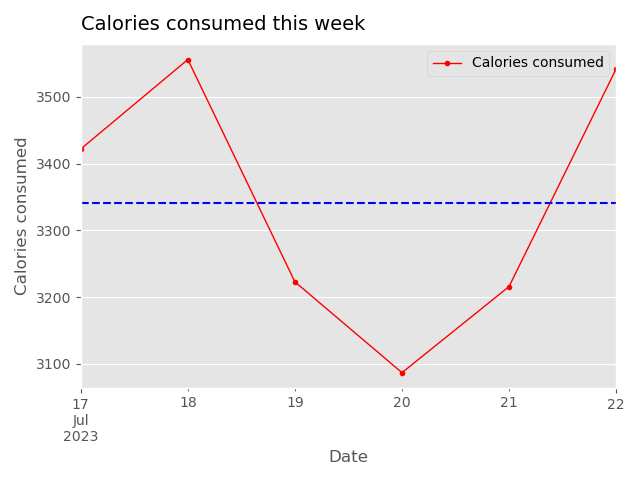 Calories consumed this week
Calories consumed
Calories consumed
3500
3400
3300
3200
3100
17
Jul
2023
18
19
20
21
22
Date